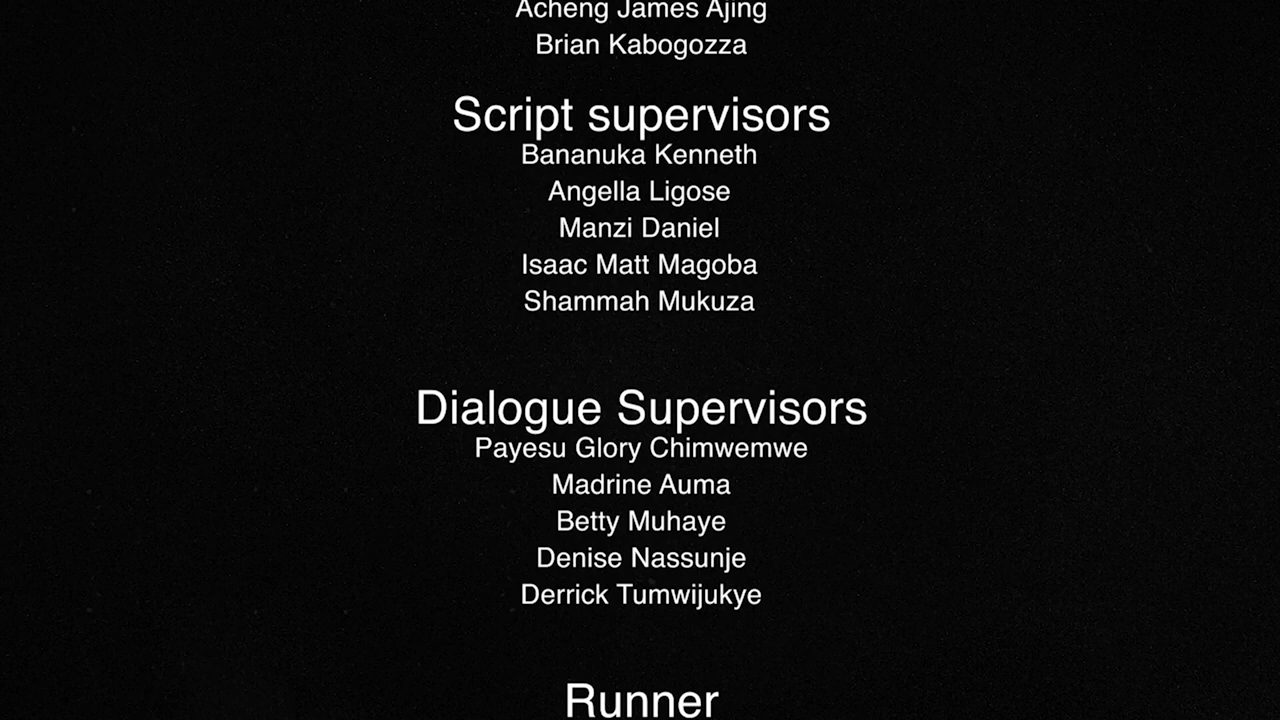 Acheng James Ajing
Brian Kabogozza
Script supervisors
Bananuka Kenneth
Angella Ligose
Manzi Daniel
Isaac Matt Magoba
Shammah Mukuza
Dialogue Supervisors
Payesu Glory Chimwemwe
Madrine Auma
Betty Muhaye
Denise Nassunje
Derrick Tumwijukye
Runner